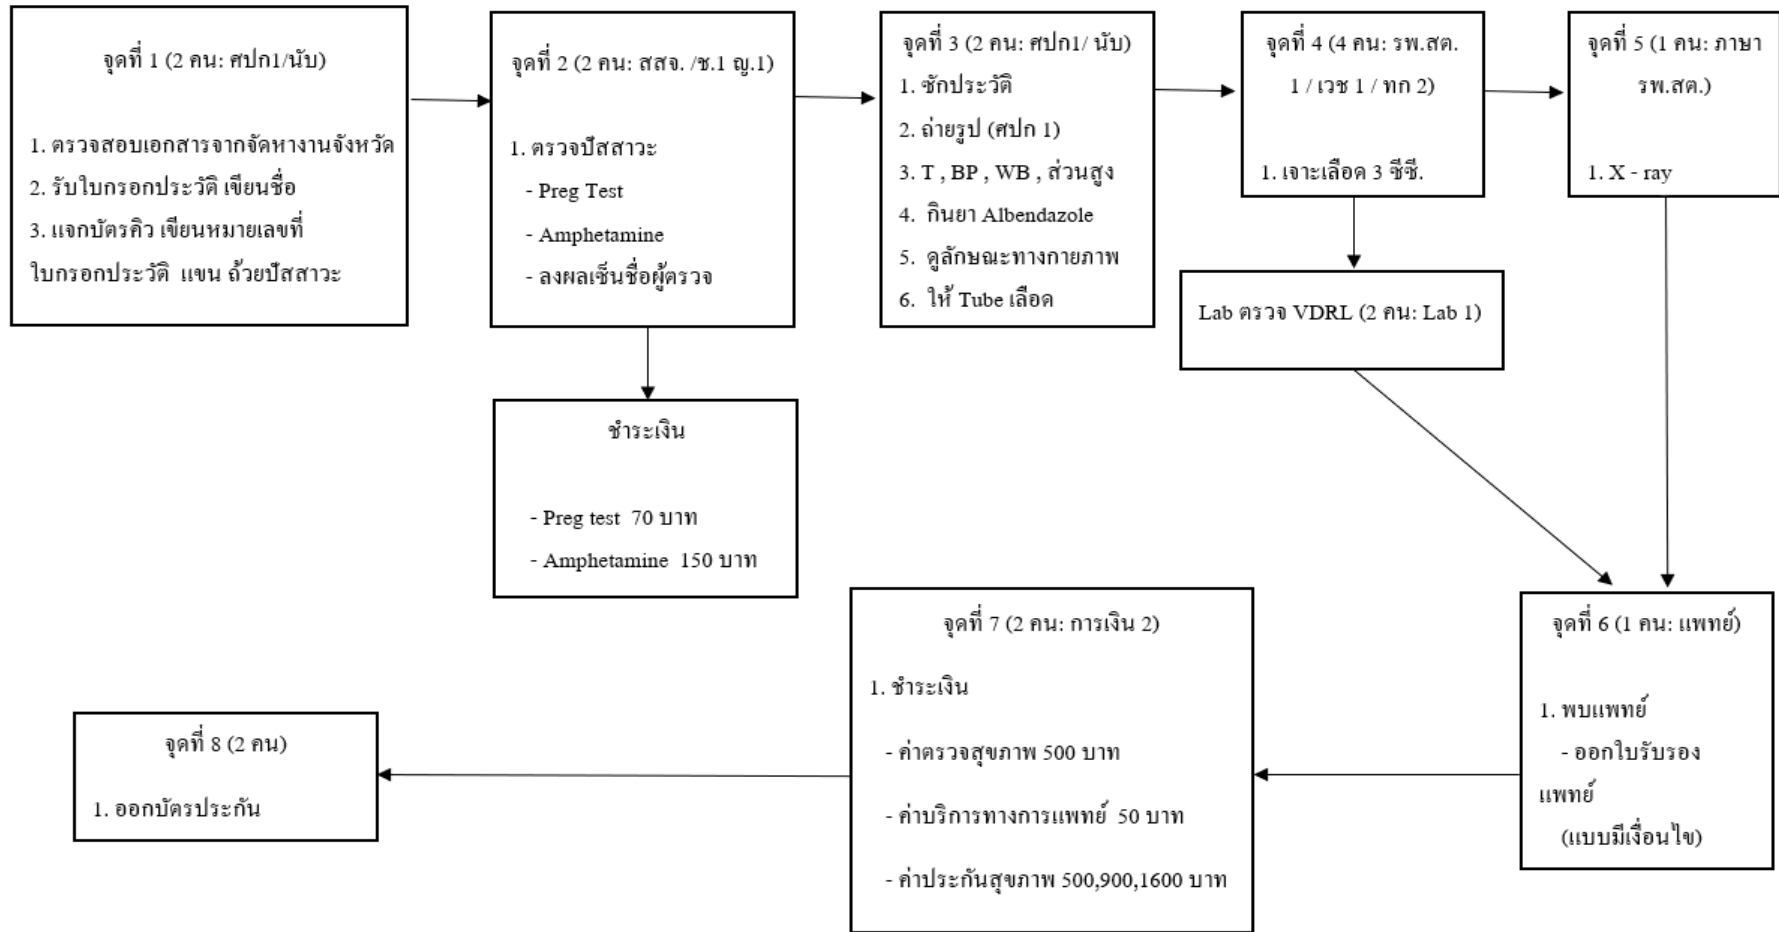 จุดที่ 1 (2 คน: ศปก1/นับ)
1. ตรวจสอบเอกสารจากจัดหางานจังหวัด
2. รับใบกรอกประวัติ เขียนชื่อ
3. แจกบัตรคิว เขียนหมายเลขที่
ใบกรอกประวัติ แขน ถ้วยปัสสาวะ
จุดที่ 2 (2 คน: สสจ. /ช.1 ญ.1)
1. ตรวจปัสสาวะ
- Preg Test
- Amphetamine
- ลงผลเซ็นชื่อผู้ตรวจ
ชำระเงิน
- Preg test 70 บาท
- Amphetamine 150 บาท
จุดที่ 3 (2 คน: ศปก1/ นับ)
1. ซักประวัติ
2. ถ่ายรูป (ศปก 1)
3. T , BP , WB , ส่วนสูง
4. กินยา Albendazole
5. ดูลักษณะทางกายภาพ
6. ให้ Tube เลือด
จุดที่ 4 (4 คน: รพ.สต.
1 / เวช 1 / ทก 2)
1. เจาะเลือด 3 ซีซี.
Lab ตรวจ VDRL (2 คน: Lab 1)
จุดที่ 5 (1 คน: ภาษา
รพ.สต.)
1. X - ray
จุดที่ 6 (1 คน: แพทย์)
1. พบแพทย์
- ออกใบรับรอง
แพทย์
(แบบมีเงื่อนไข)
จุดที่ 7 (2 คน: การเงิน 2)
1. ชำระเงิน
- ค่าตรวจสุขภาพ 500 บาท
- ค่าบริการทางการแพทย์ 50 บาท
- ค่าประกันสุขภาพ 500,900,1600 บาท
จุดที่ 8 (2 คน)
1. ออกบัตรประกัน